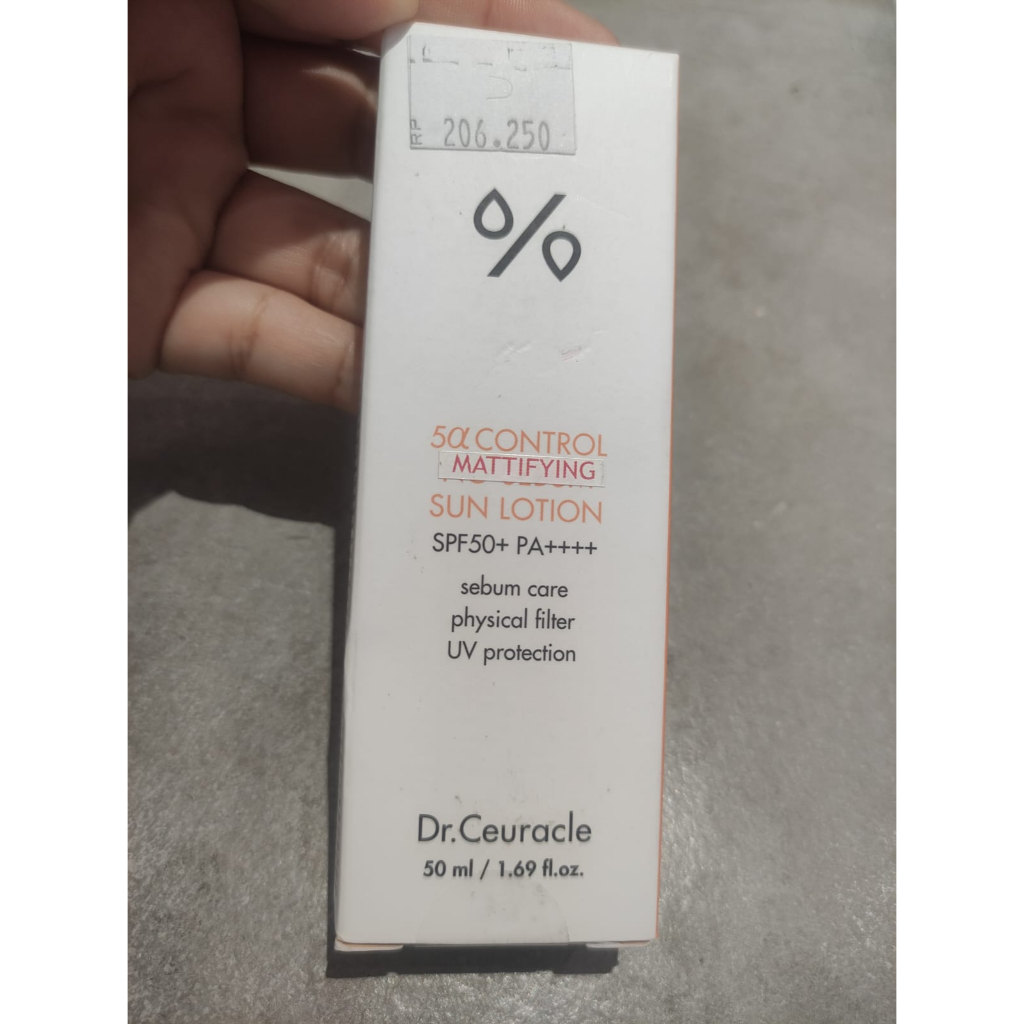 RP 206.250
%
5α CONTROL
MATTIFYING
SUN LOTION
SPF50+ PA++++
sebum care
physical filter
UV protection
Dr.Ceuracle
50 ml / 1.69 fl.oz.